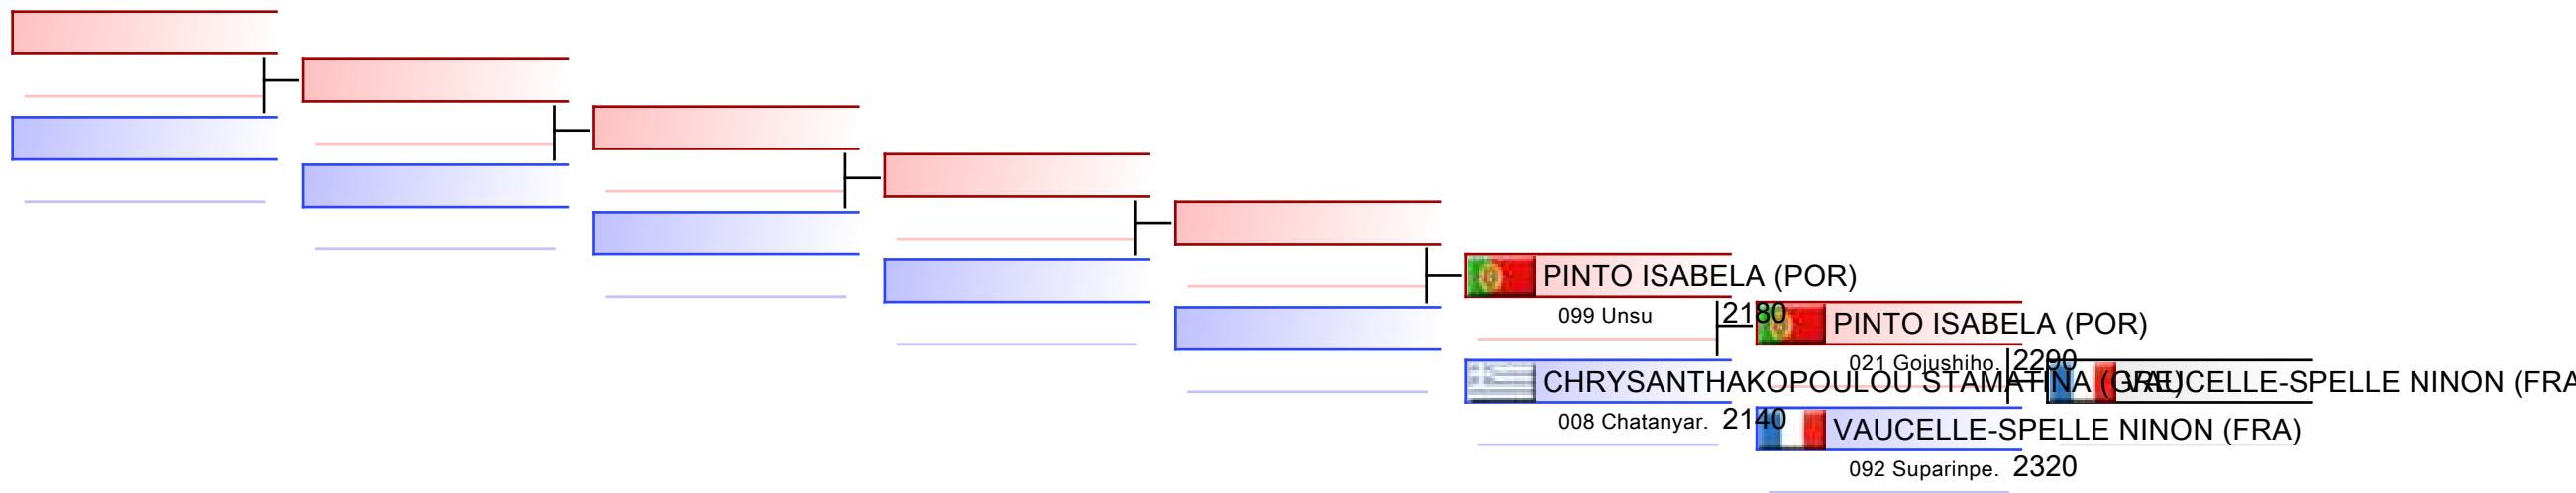 PINTO ISABELA (POR)
099 Unsu 2180
CHRYSANTHAKOPOULOU STAMATINA (GRE)
008 Chatanyar. 2140
PINTO ISABELA (POR)
021 Gojushiho. 2290
VAUCELLE-SPELLE NINON (FRA)
092 Suparinpe. 2320
VAUCELLE-SPELLE NINON (FRA